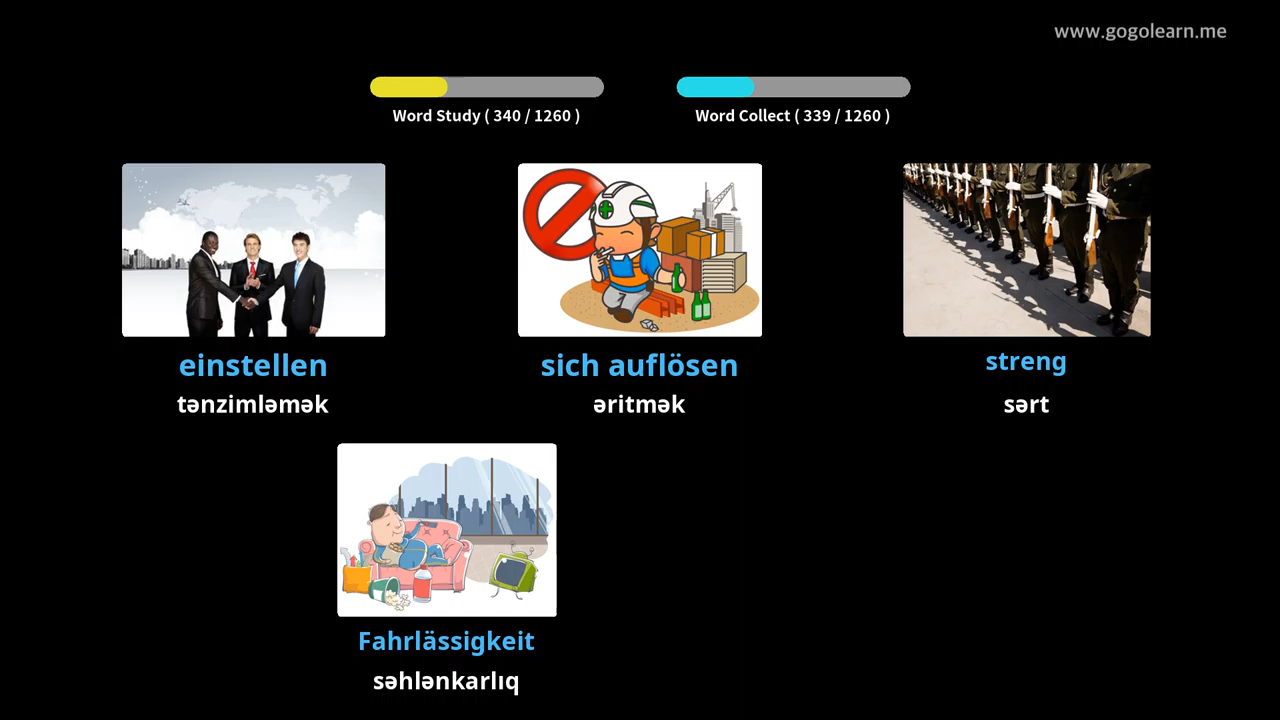 www.gogolearn.me
Word Study ( 340 / 1260 )
Word Collect ( 339 / 1260 )
einstellen
tənzimləmək
sich auflösen
əritmək
streng
sərt
Fahrlässigkeit
səhlənkarlıq